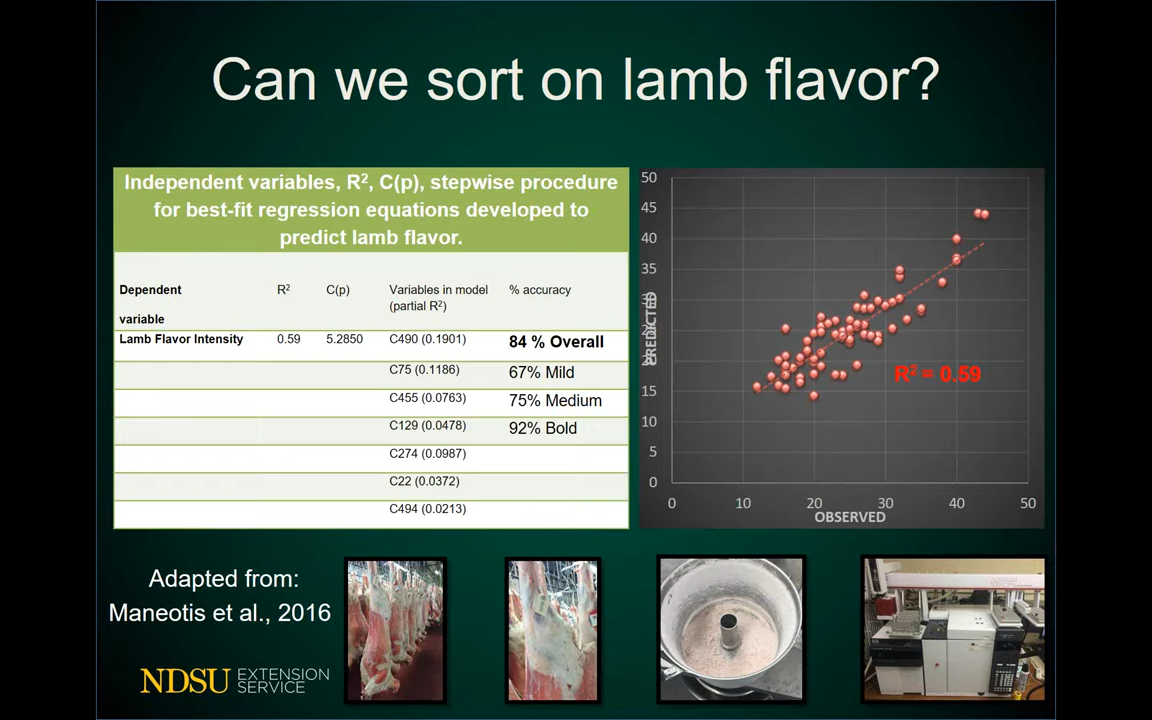 Can we sort on lamb flavor?
Independent variables, R², C(p), stepwise procedure
for best-fit regression equations developed to
predict lamb flavor.
Dependent
variable
R²
C(p)
Variables in model
(partial R²)
% accuracy
Lamb Flavor Intensity
0.59
5.2850
C490 (0.1901)
84 % Overall
C75 (0.1186)
67% Mild
C455 (0.0763)
75% Medium
C129 (0.0478)
92% Bold
C274 (0.0987)
C22 (0.0372)
C494 (0.0213)
50
45
40
35
30
25
20
15
10
5
0
PREDICTED
R² = 0.59
0
10
20
30
40
50
OBSERVED
Adapted from:
Maneotis et al., 2016
NDSU EXTENSION
SERVICE